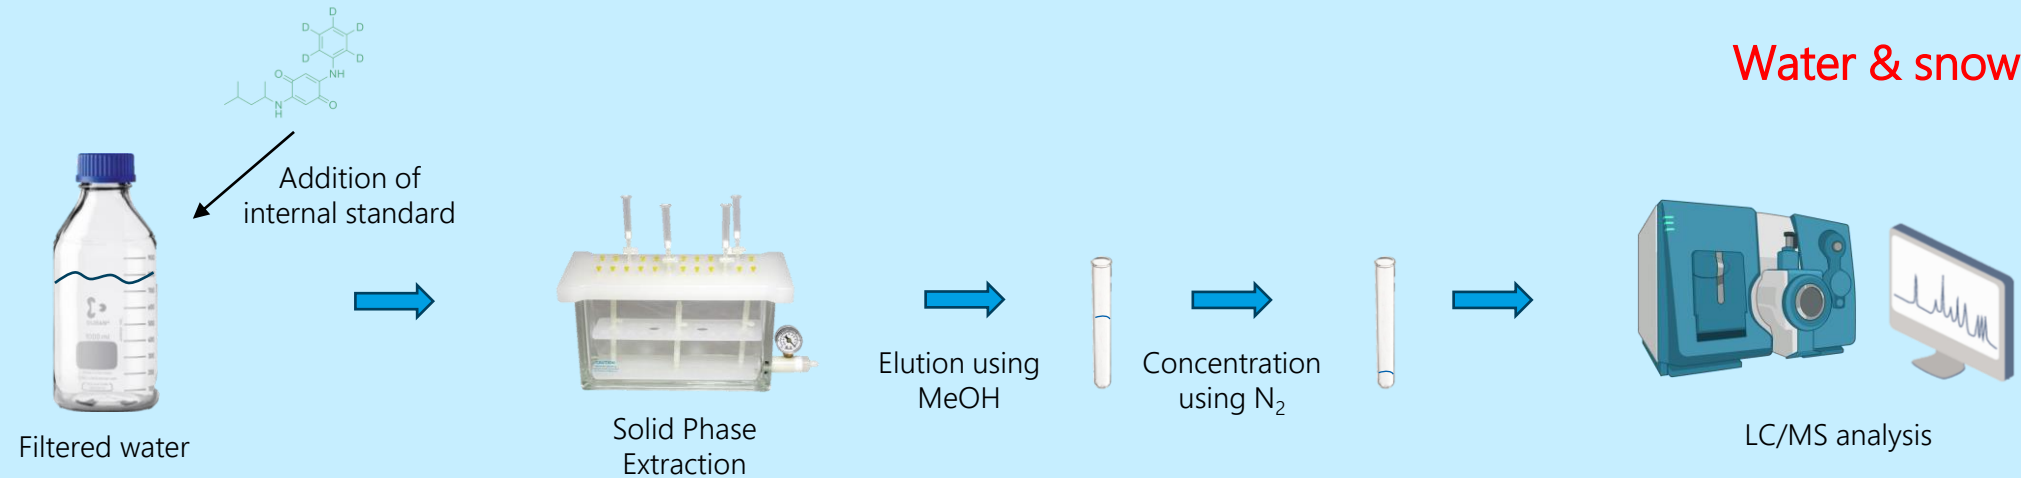 Water & snow
D
D
D
D
D
NH
O
O
N
H
Addition of
internal standard
Filtered water
Solid Phase
Extraction
Elution using
MeOH
Concentration
using N₂
LC/MS analysis